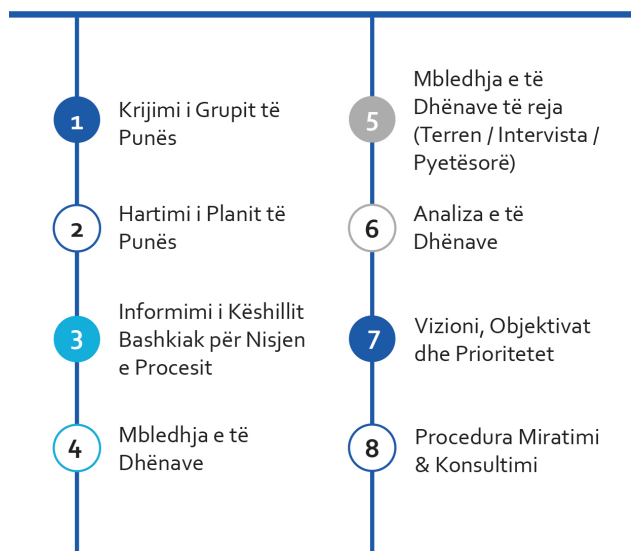 1
Krijimi i Grupit të
Punës
2
Hartimi i Planit të
Punës
3
Informimi i Këshillit
Bashkiak për Nisjen
e Procesit
4
Mbledhja e të
Dhënave
5
Mbledhja e të
Dhënave të reja
(Terren / Intervista /
Pyetësorë)
6
Analiza e të
Dhënave
7
Vizioni, Objektivat
dhe Prioritetet
8
Procedura Miratimi
& Konsultimi